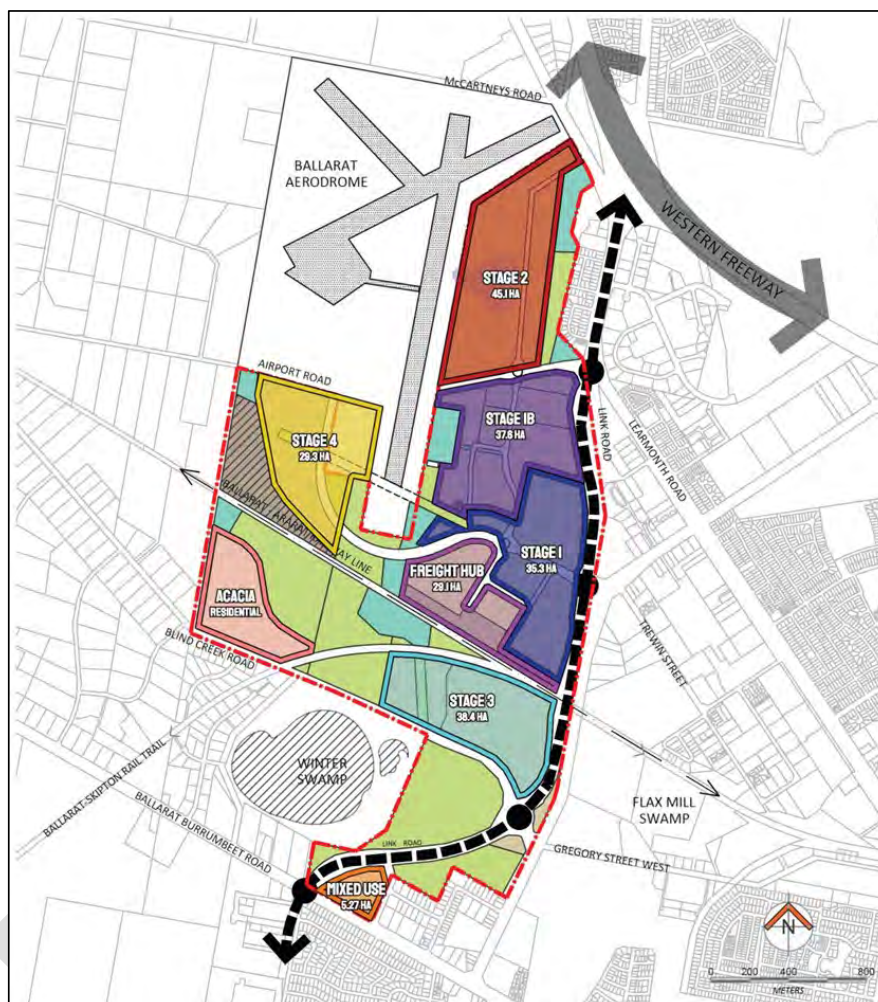 McCARTNEYS ROAD
BALLARAT
AERODROME
WESTERN FREEWAY
STAGE 2
45.1 HA
AIRPORT ROAD
STAGE 1B
37.8 HA
LINK ROAD
LEARMONTH ROAD
STAGE 4
29.3 HA
STAGE 1
35.3 HA
FREIGHT HUB
29.1 HA
ACACIA
RESIDENTIAL
BLIND CREEK ROAD
TREWIN STREET
STAGE 3
38.4 HA
WINTER
SWAMP
BALLARAT-SKIPTON RAIL TRAIL
BALLARAT BURRUMBEET ROAD
FLAX MILL
SWAMP
LINK ROAD
GREGORY STREET WEST
MIXED USE
5.27 HA
N
0 200 400 800
METERS